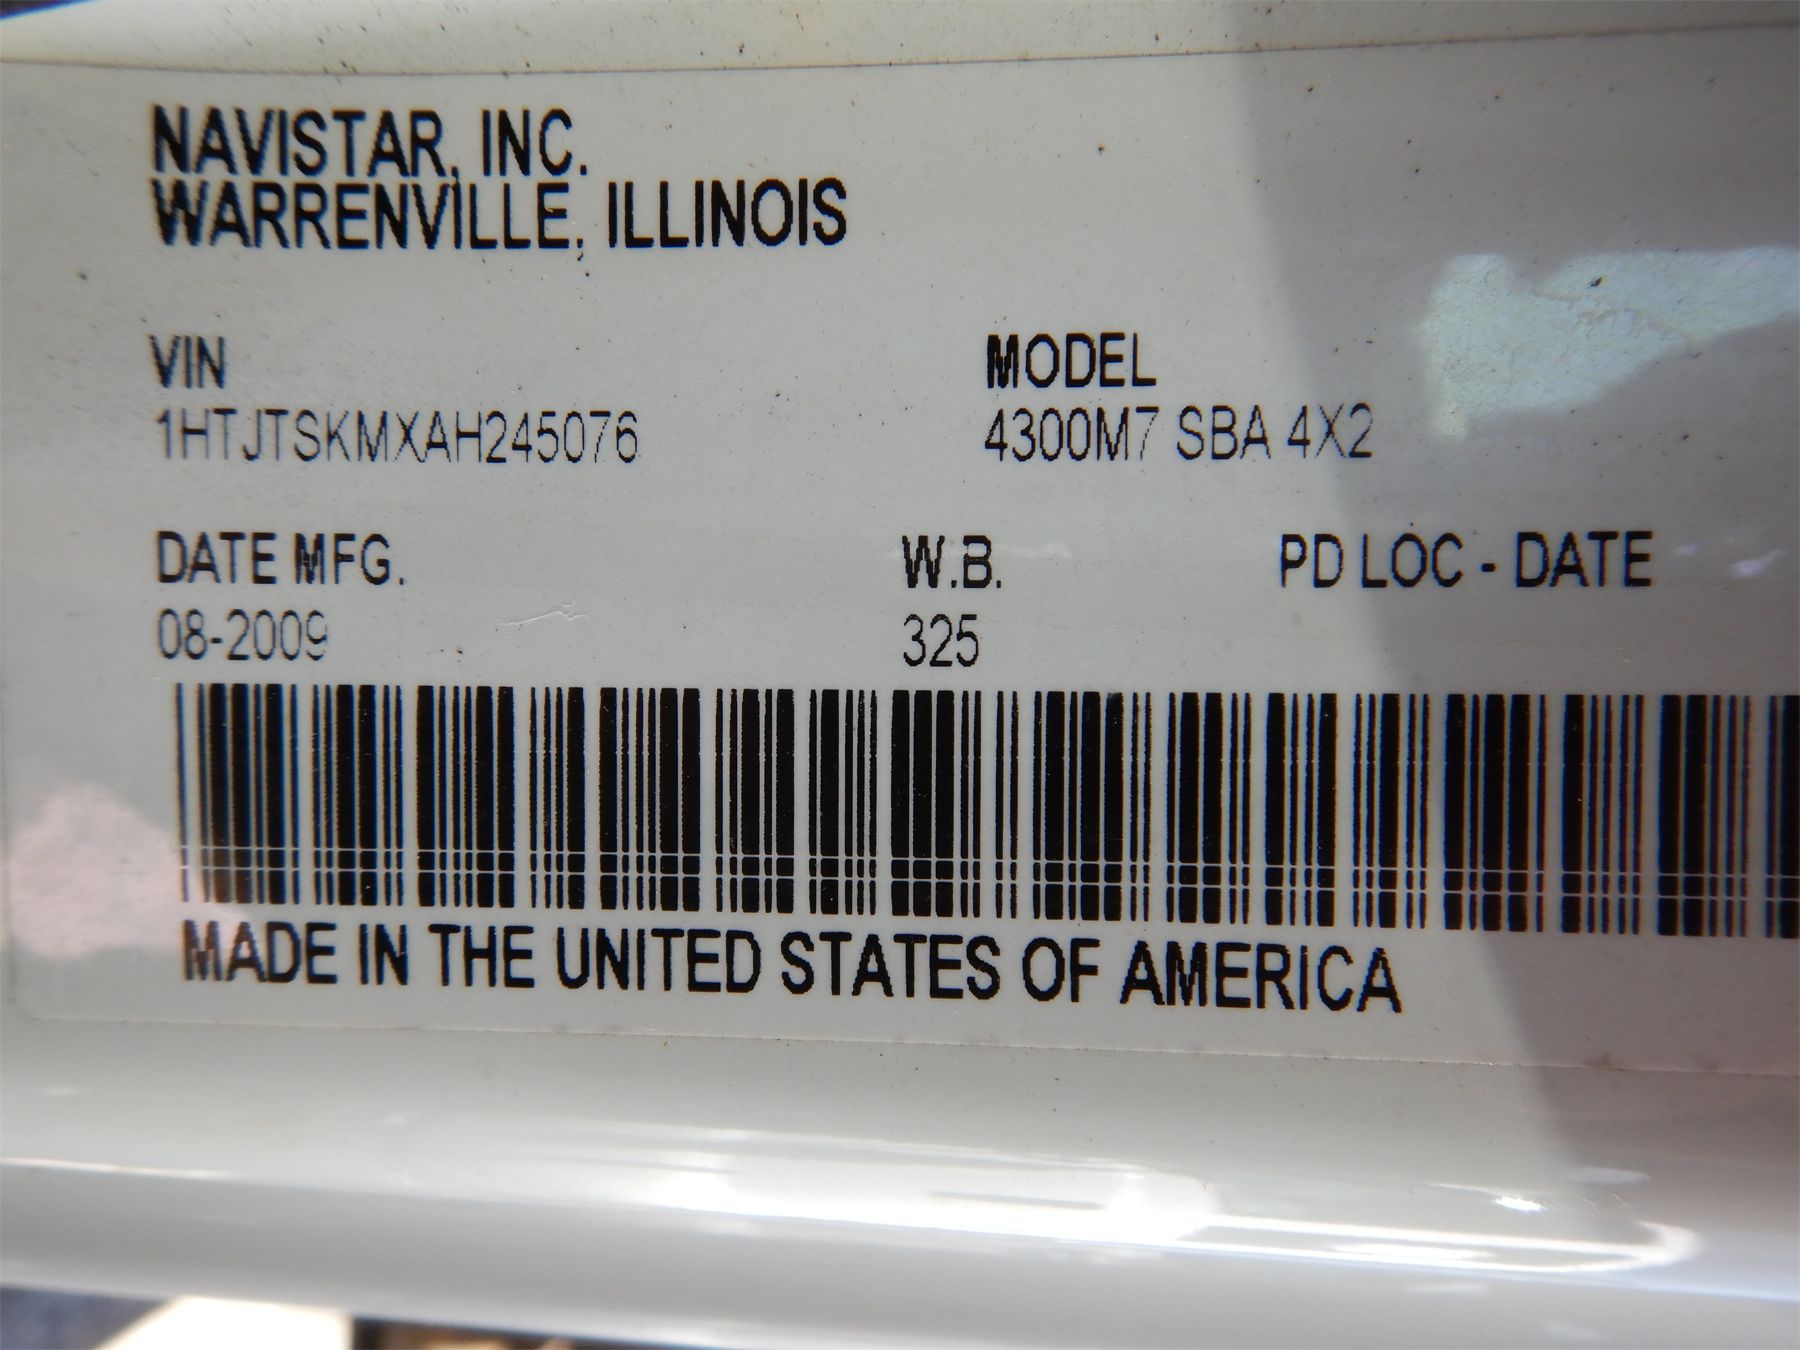 NAVISTAR, INC.
WARRENVILLE, ILLINOIS
VIN MODEL
1HTJTSKMXAH245076 4300M7 SBA 4X2
DATE MFG. W.B. PD LOC - DATE
08-2009 325
MADE IN THE UNITED STATES OF AMERICA